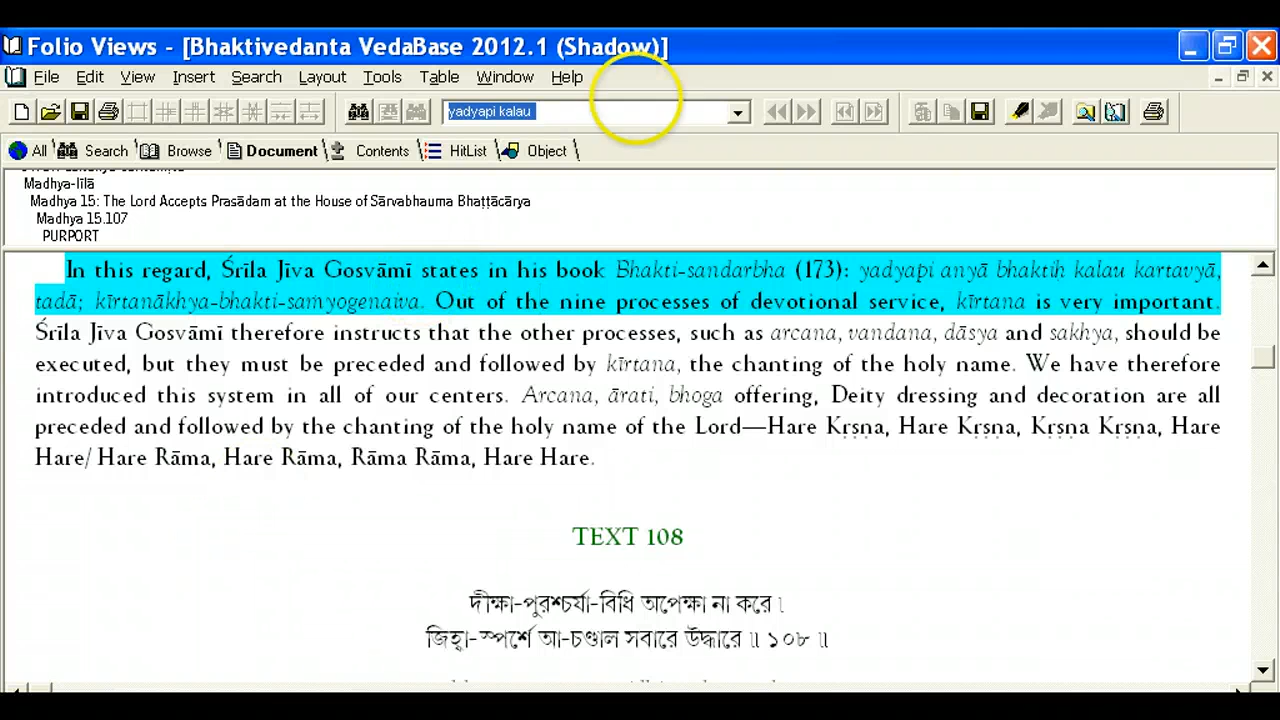 Folio Views - [Bhaktivedanta VedaBase 2012.1 (Shadow)]
File Edit View Insert Search Layout Tools Table Window Help
yadyapi kalau
All Search Browse Document Contents HitList Object
Madhya-līlā
Madhya 15: The Lord Accepts Prasādam at the House of Sārvabhauma Bhaṭṭācārya
Madhya 15.107
PURPORT
In this regard, Śrīla Jīva Gosvāmī states in his book Bhakti-sandarbha (173): yadyapi anyā bhaktiḥ kalau kartavyā,
tadā; kīrtanākhya-bhakti-saṁyogenaiva. Out of the nine processes of devotional service, kīrtana is very important.
Śrīla Jīva Gosvāmī therefore instructs that the other processes, such as arcana, vandana, dāsya and sakhya, should be
executed, but they must be preceded and followed by kīrtana, the chanting of the holy name. We have therefore
introduced this system in all of our centers. Arcana, ārati, bhoga offering, Deity dressing and decoration are all
preceded and followed by the chanting of the holy name of the Lord—Hare Kṛṣṇa, Hare Kṛṣṇa, Kṛṣṇa Kṛṣṇa, Hare
Hare/ Hare Rāma, Hare Rāma, Rāma Rāma, Hare Hare.
TEXT 108
দীক্ষা-পুরশ্চর্যা-বিধি অপেক্ষা না করে ৷
জিহ্বা-স্পর্শে আ-চণ্ডাল সবারে উদ্ধারে ॥ ১০৮ ॥